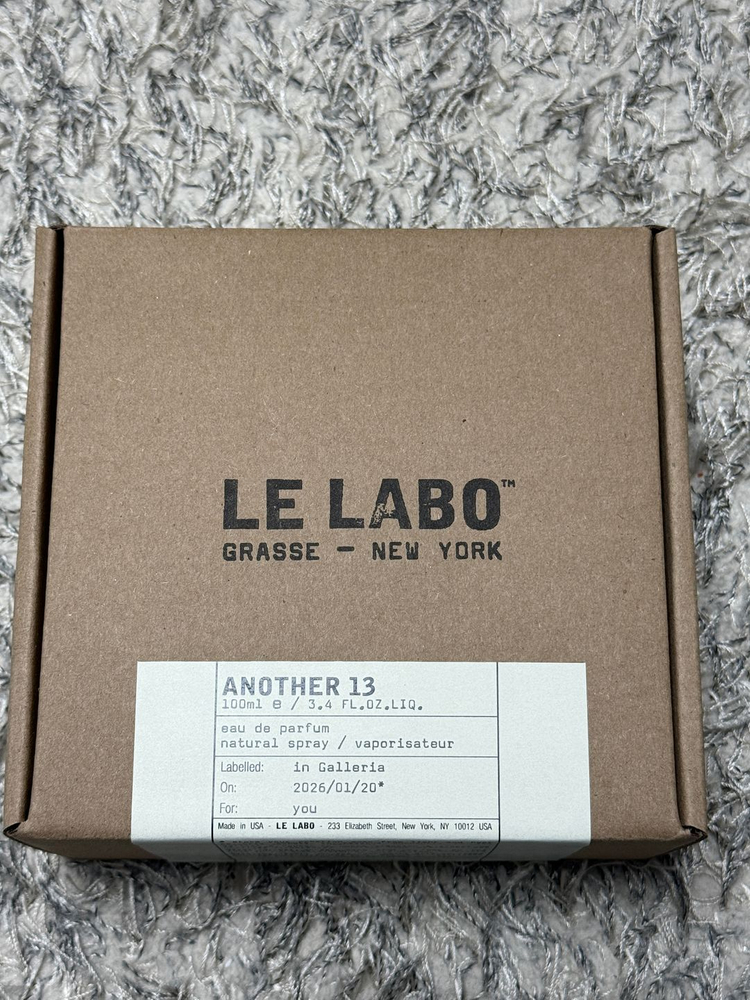 LE LABO™
GRASSE — NEW YORK
ANOTHER 13
100ml e / 3.4 FL.OZ.LIQ.
eau de parfum
natural spray / vaporisateur
Labelled: in Galleria
On: 2026/01/20*
For: you
Made in USA - LE LABO - 233 Elizabeth Street, New York, NY 10012 USA